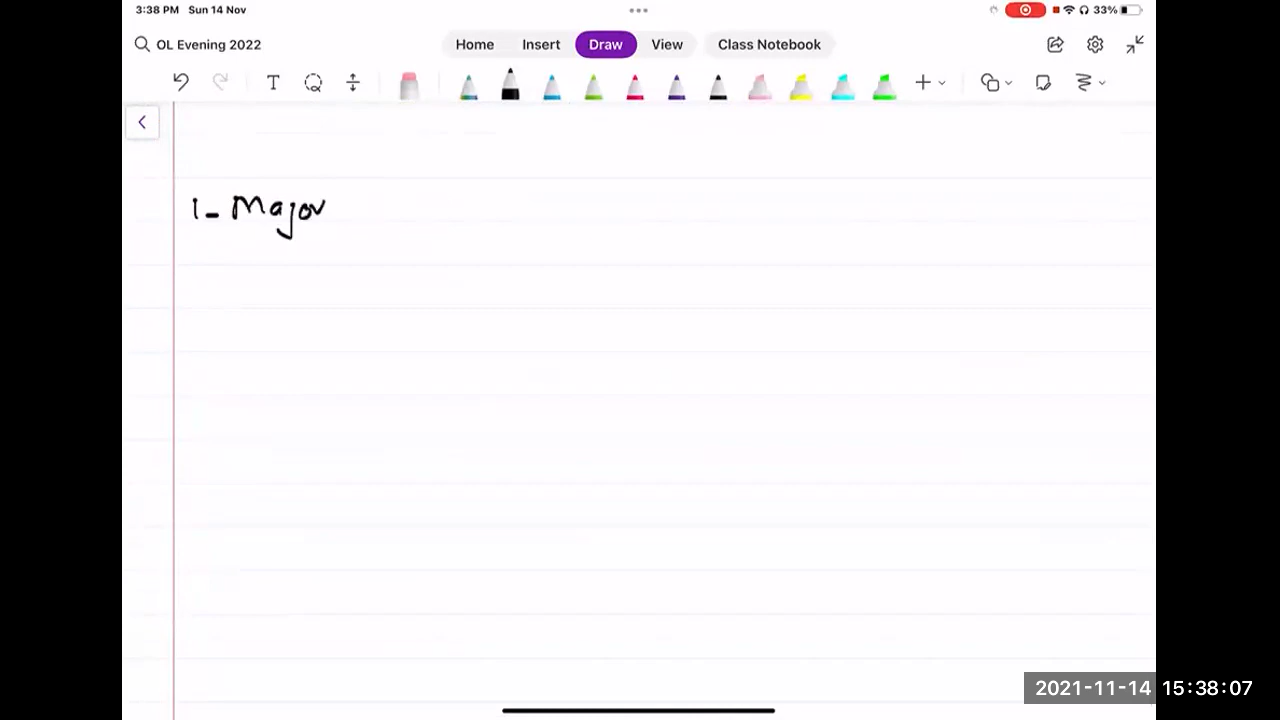 3:38 PM Sun 14 Nov 33%
OL Evening 2022 Home Insert Draw View Class Notebook
T
1- Major
2021-11-14 15:38:07